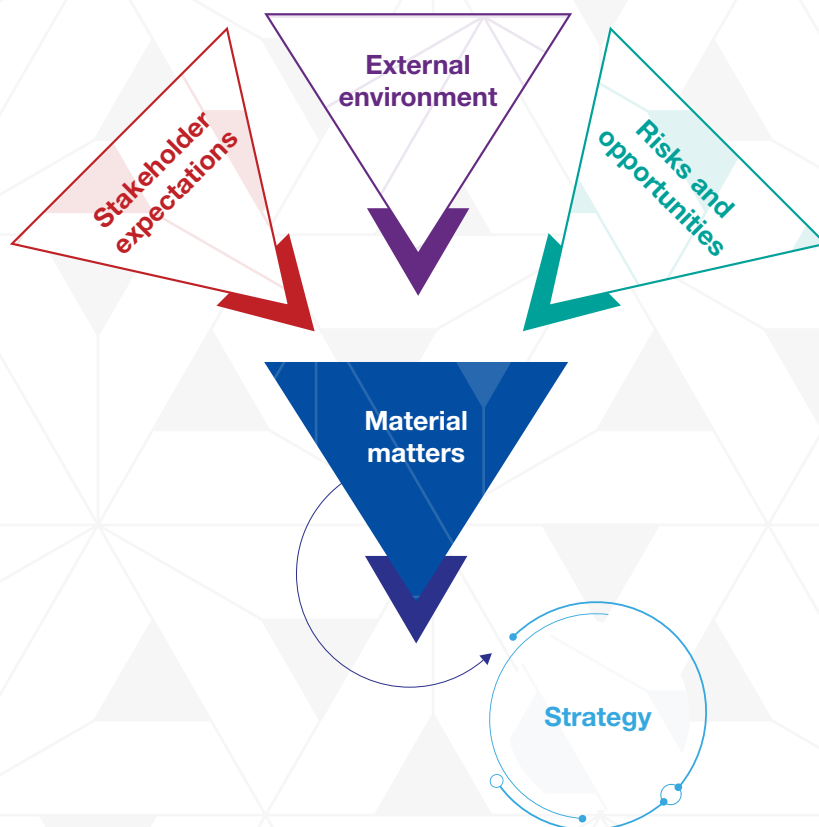 External
environment
Stakeholder
expectations
Risks and
opportunities
Material
matters
Strategy